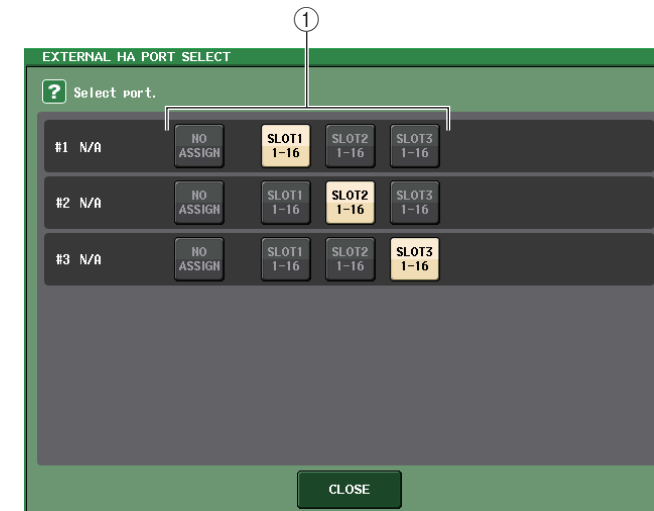 ①
EXTERNAL HA PORT SELECT
? Select port.
#1 N/A NO ASSIGN SLOT1 1-16 SLOT2 1-16 SLOT3 1-16
#2 N/A NO ASSIGN SLOT1 1-16 SLOT2 1-16 SLOT3 1-16
#3 N/A NO ASSIGN SLOT1 1-16 SLOT2 1-16 SLOT3 1-16
CLOSE